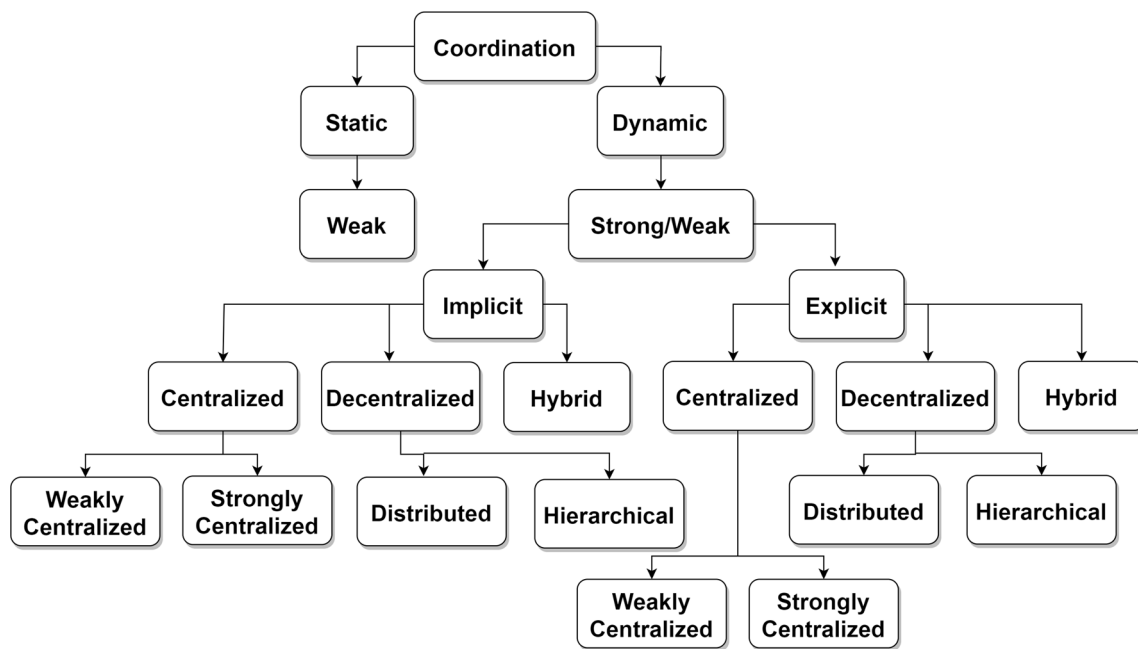 Coordination
Static
Dynamic
Weak
Strong/Weak
Implicit
Explicit
Centralized
Decentralized
Hybrid
Centralized
Decentralized
Hybrid
Weakly
Centralized
Strongly
Centralized
Distributed
Hierarchical
Distributed
Hierarchical
Weakly
Centralized
Strongly
Centralized